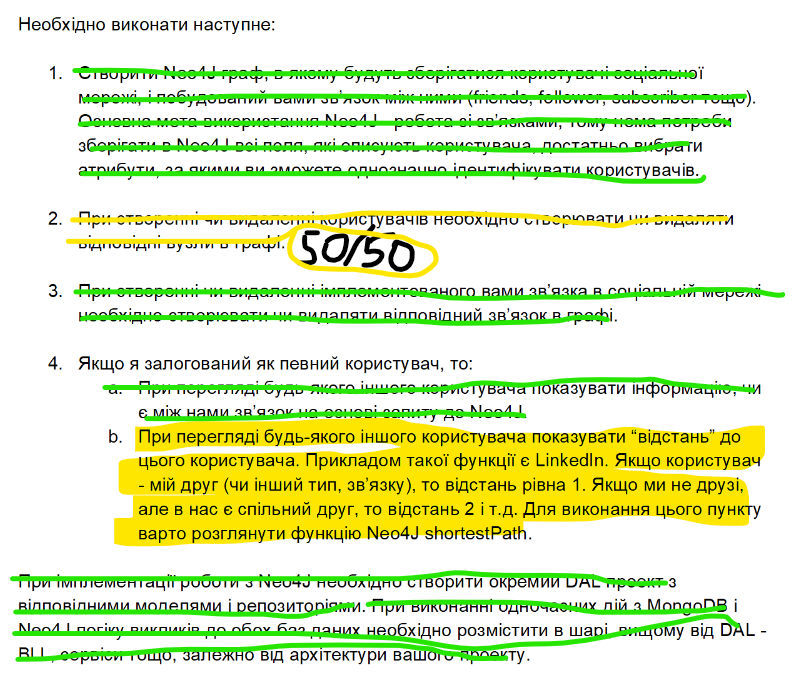 Необхідно виконати наступне:
1. Створити Neo4J граф, в якому будуть зберігатися користувачі соціальної
мережі, і побудований вами зв'язок між ними (friends, follower, subscriber тощо).
Основна мета використання Neo4J - робота зі зв'язками, тому нема потреби
зберігати в Neo4J всі поля, які описують користувача, достатньо вибрати
атрибути, за якими ви зможете однозначно ідентифікувати користувачів.
2. При створенні чи видаленні користувачів необхідно створювати чи видаляти
відповідні вузли в графі.
50/50
3. При створенні чи видаленні імплементованого вами зв'язка в соціальній мережі
необхідно створювати чи видаляти відповідний зв'язок в графі.
4. Якщо я залогований як певний користувач, то:
a. При перегляді будь-якого іншого користувача показувати інформацію, чи
є між нами зв'язок на основі запиту до Neo4J
b. При перегляді будь-якого іншого користувача показувати "відстань" до
цього користувача. Прикладом такої функції є LinkedIn. Якщо користувач
- мій друг (чи інший тип, зв'язку), то відстань рівна 1. Якщо ми не друзі,
але в нас є спільний друг, то відстань 2 і т.д. Для виконання цього пункту
варто розглянути функцію Neo4J shortestPath.
При імплементації роботи з Neo4J необхідно створити окремий DAL проект з
відповідними моделями і репозиторіями. При виконанні одночасних дій з MongoDB і
Neo4J логіку викликів до обох баз даних необхідно розмістити в шарі, вищому від DAL -
BLL, сервіси тощо, залежно від архітектури вашого проекту.